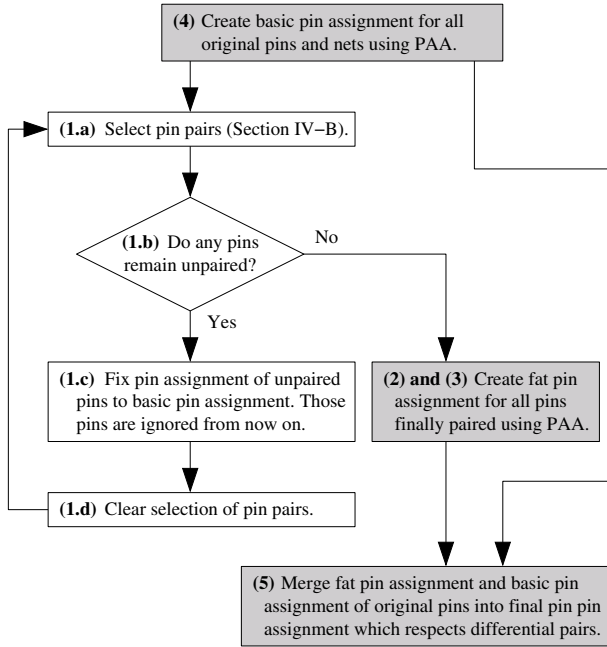 (4) Create basic pin assignment for all
original pins and nets using PAA.
(1.a) Select pin pairs (Section IV−B).
(1.b) Do any pins
remain unpaired?
No
Yes
(1.c) Fix pin assignment of unpaired
pins to basic pin assignment. Those
pins are ignored from now on.
(2) and (3) Create fat pin
assignment for all pins
finally paired using PAA.
(1.d) Clear selection of pin pairs.
(5) Merge fat pin assignment and basic pin
assignment of original pins into final pin pin
assignment which respects differential pairs.